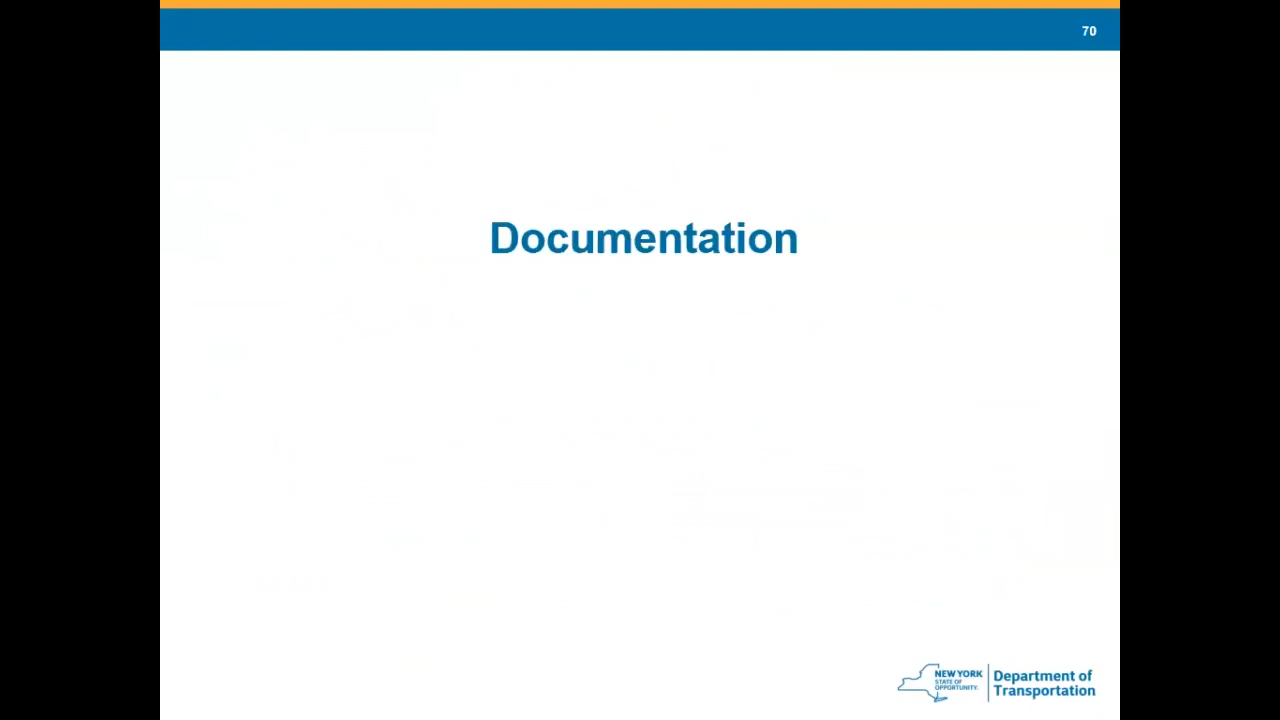 70
Documentation
NEW YORK
STATE OF
OPPORTUNITY.
Department of
Transportation